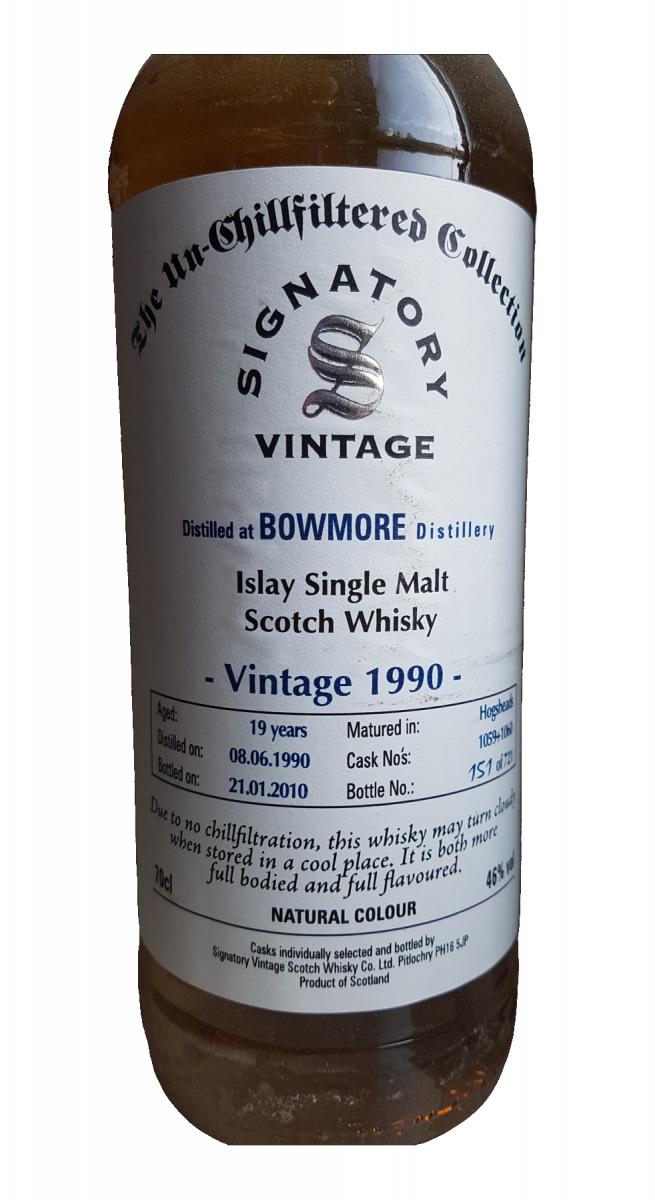 The Un-Chillfiltered Collection
SIGNATORY
S
VINTAGE
Distilled at BOWMORE Distillery
Islay Single Malt
Scotch Whisky
- Vintage 1990 -
Aged: 19 years Matured in: Hogsheads
Distilled on: 08.06.1990 Cask No's: 1059+1060
Bottled on: 21.01.2010 Bottle No.: 151 of 721
Due to no chillfiltration, this whisky may turn cloudy
when stored in a cool place. It is both more
full bodied and full flavoured.
70cl 46% vol
NATURAL COLOUR
Casks individually selected and bottled by
Signatory Vintage Scotch Whisky Co. Ltd. Pitlochry PH16 5JP
Product of Scotland